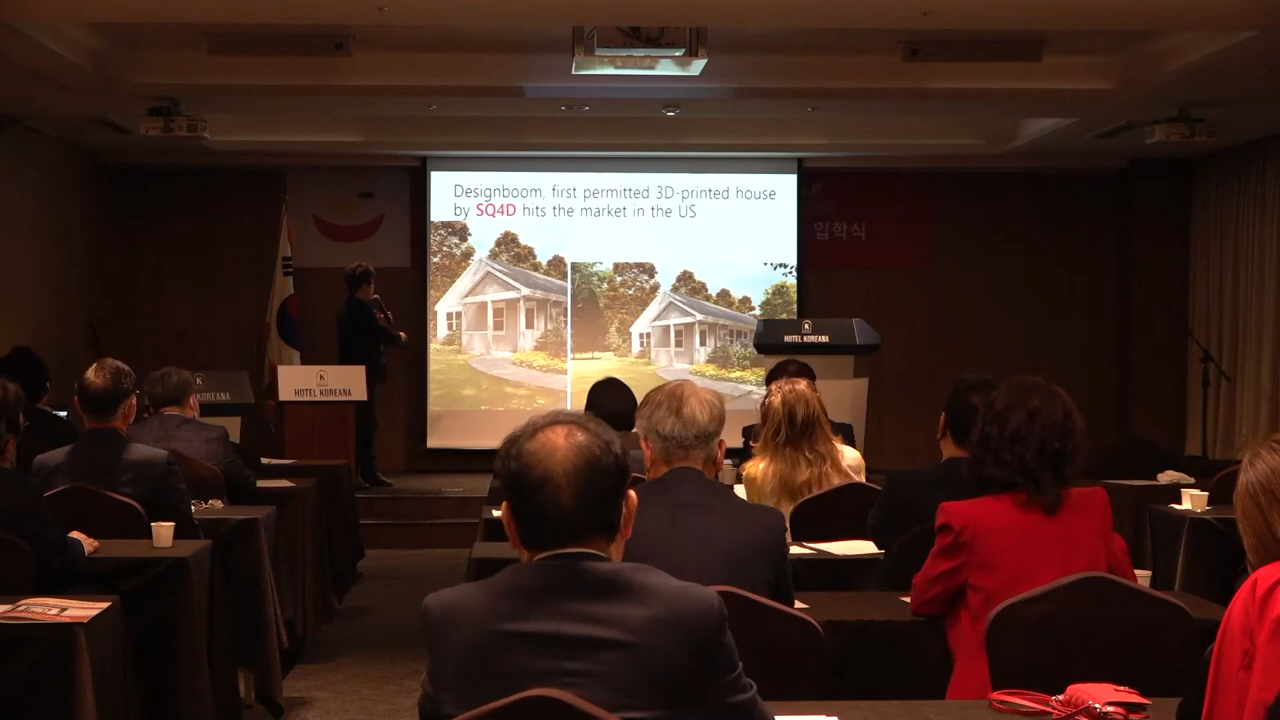 Designboom, first permitted 3D-printed house
by SQ4D hits the market in the US
입학식
K
HOTEL KOREANA
K
HOTEL KOREANA
K
HOTEL KOREANA